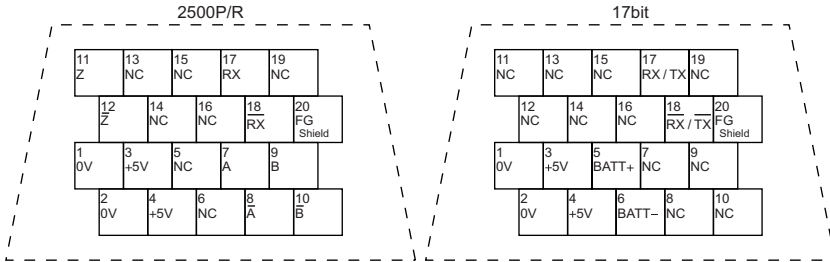 2500P/R
11 13 15 17 19
Z NC NC RX NC
12 14 16 18 20
Z̅ NC NC R̅X̅ FG
Shield
1 3 5 7 9
0V +5V NC A B
2 4 6 8 10
0V +5V NC A̅ B̅
17bit
11 13 15 17 19
NC NC NC RX / TX NC
12 14 16 18 20
NC NC NC R̅X̅ / T̅X̅ FG
Shield
1 3 5 7 9
0V +5V BATT+ NC NC
2 4 6 8 10
0V +5V BATT− NC NC